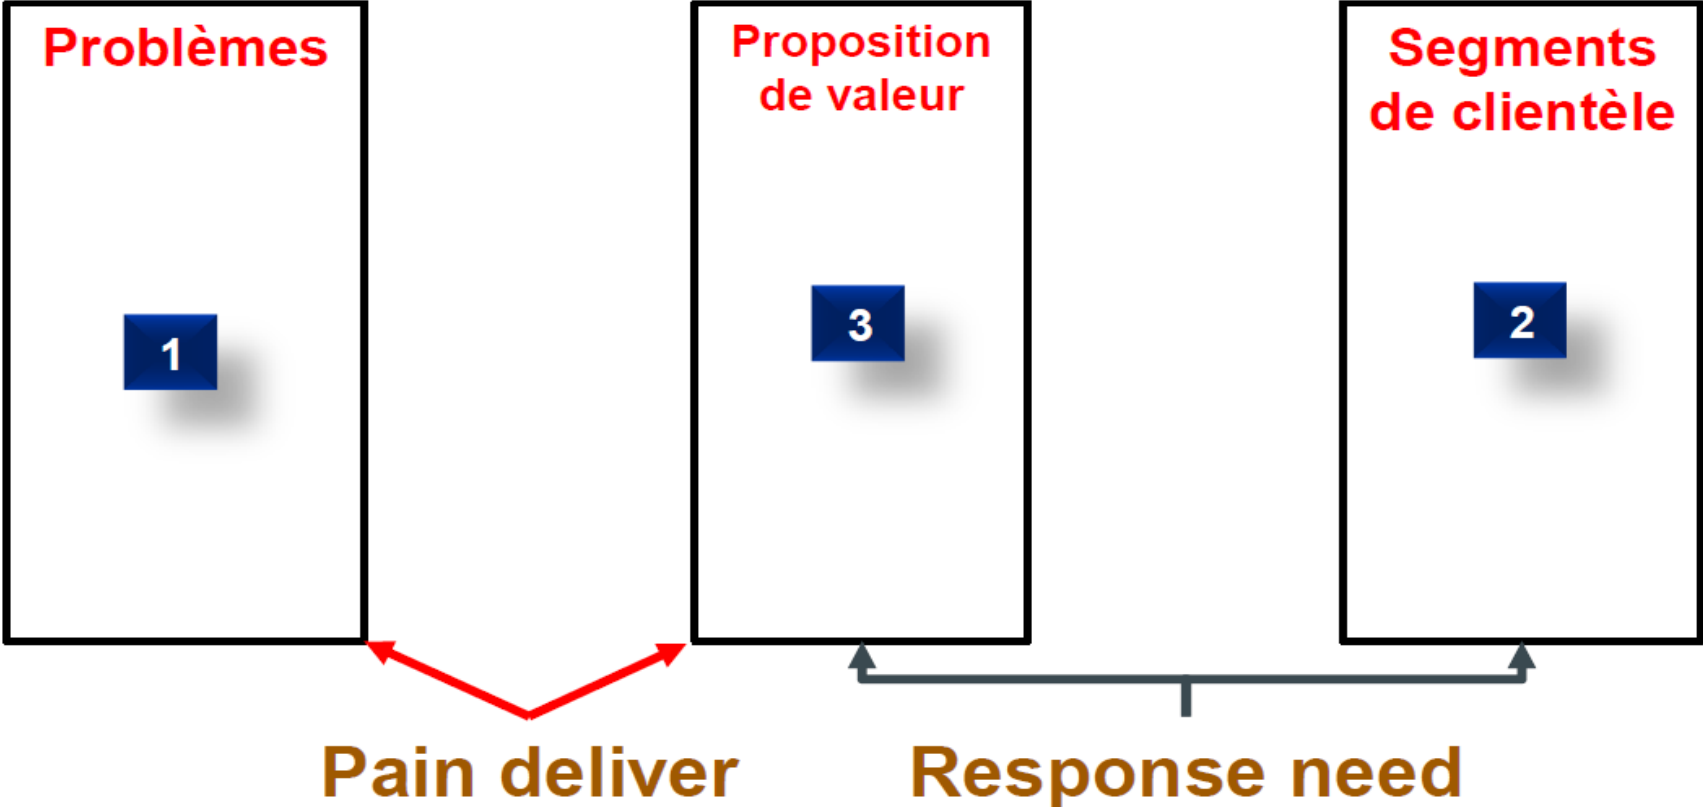 Problèmes
Proposition
de valeur
Segments
de clientèle
1
3
2
Pain deliver
Response need